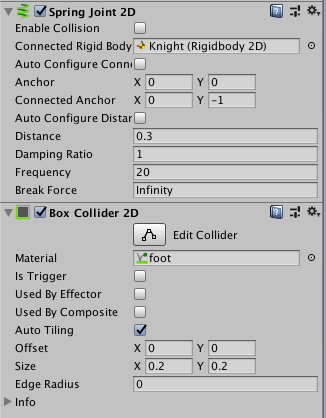 Spring Joint 2D
Enable Collision
Connected Rigid Body Knight (Rigidbody 2D)
Auto Configure Conne
Anchor X 0 Y 0
Connected Anchor X 0 Y -1
Auto Configure Distar
Distance 0.3
Damping Ratio 1
Frequency 20
Break Force Infinity
Box Collider 2D
Edit Collider
Material foot
Is Trigger
Used By Effector
Used By Composite
Auto Tiling
Offset X 0 Y 0
Size X 0.2 Y 0.2
Edge Radius 0
Info